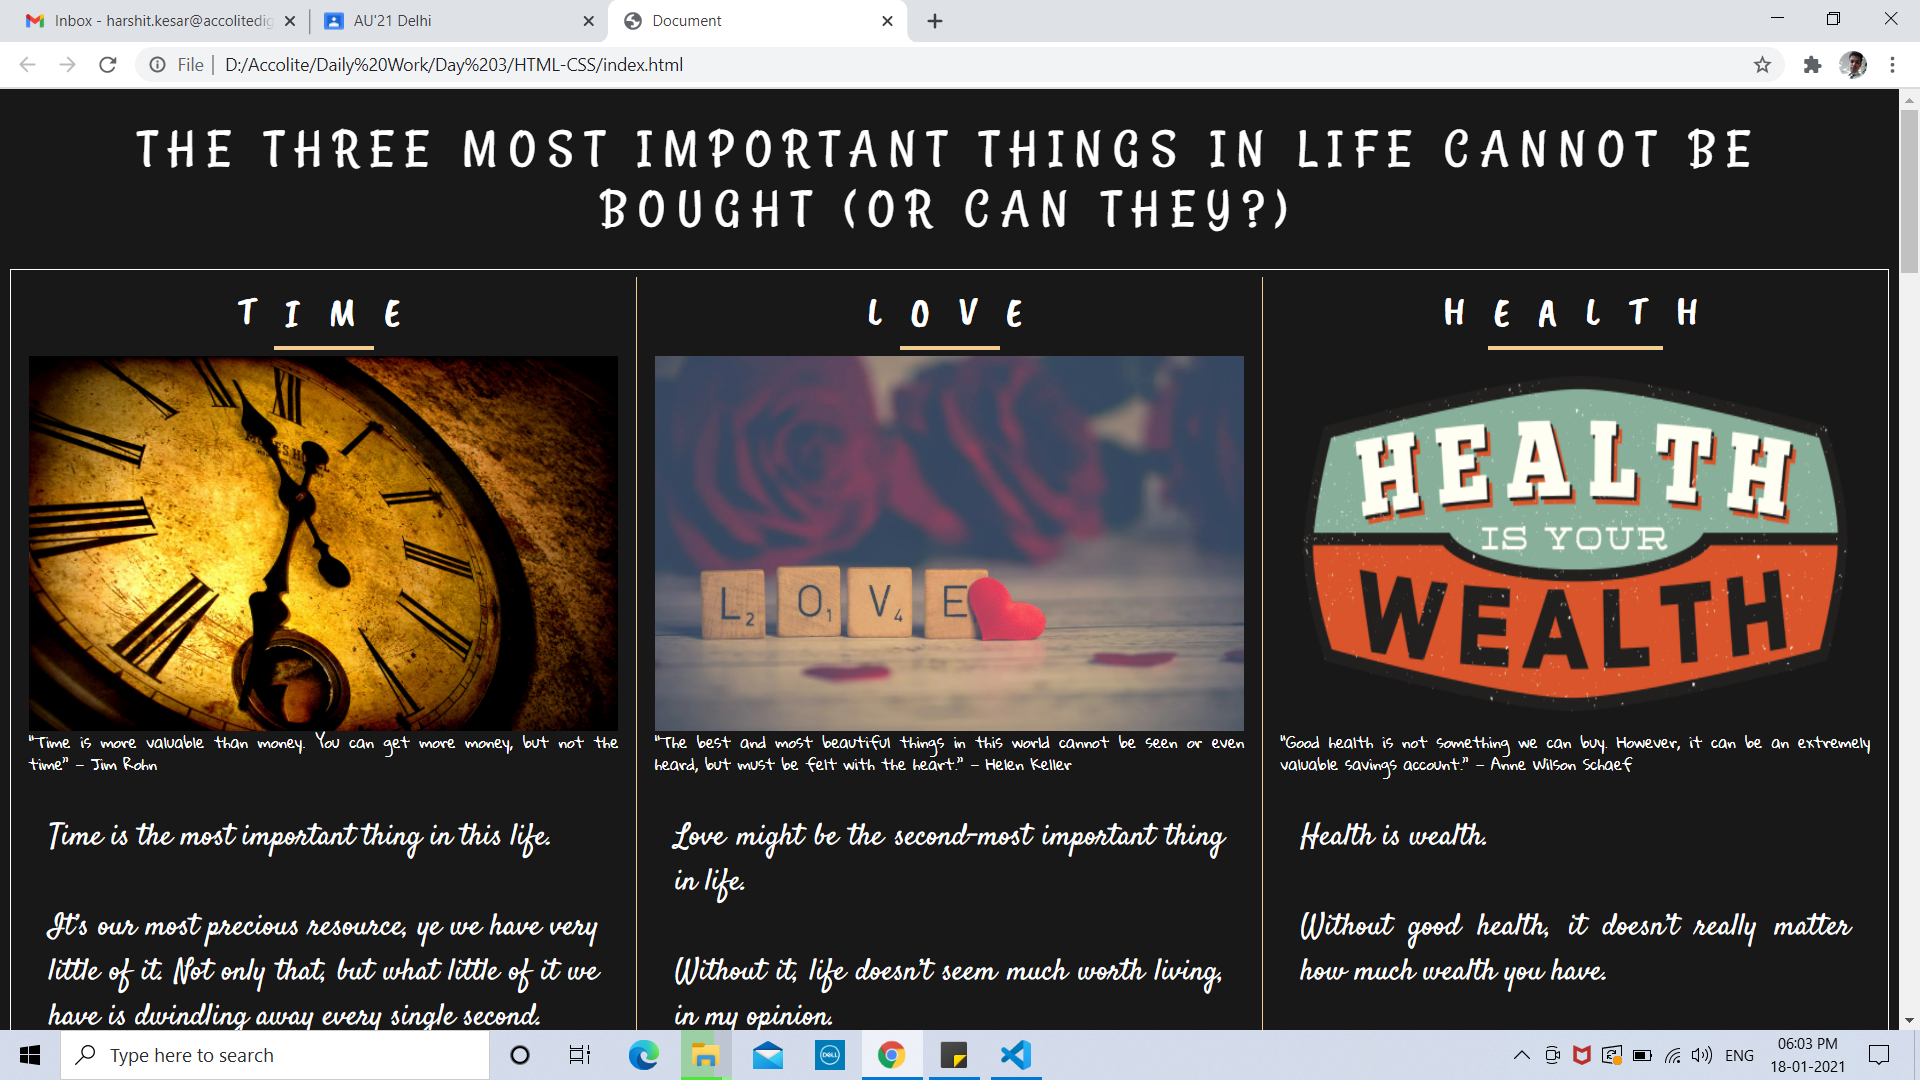 Inbox - harshit.kesar@accolitedig
AU'21 Delhi
Document
File | D:/Accolite/Daily%20Work/Day%203/HTML-CSS/index.html
THE THREE MOST IMPORTANT THINGS IN LIFE CANNOT BE
BOUGHT (OR CAN THEY?)
TIME
LOVE
HEALTH
L2 O1 V4 E
HEALTH
IS YOUR
WEALTH
"Time is more valuable than money. You can get more money, but not the
time" – Jim Rohn
"The best and most beautiful things in this world cannot be seen or even
heard, but must be felt with the heart." – Helen Keller
"Good health is not something we can buy. However, it can be an extremely
valuable savings account." – Anne Wilson Schaef
Time is the most important thing in this life.
It's our most precious resource, ye we have very
little of it. Not only that, but what little of it we
have is dwindling away every single second.
Love might be the second-most important thing
in life.
Without it, life doesn't seem much worth living,
in my opinion.
Health is wealth.
Without good health, it doesn't really matter
how much wealth you have.
Type here to search
DELL
ENG
06:03 PM
18-01-2021